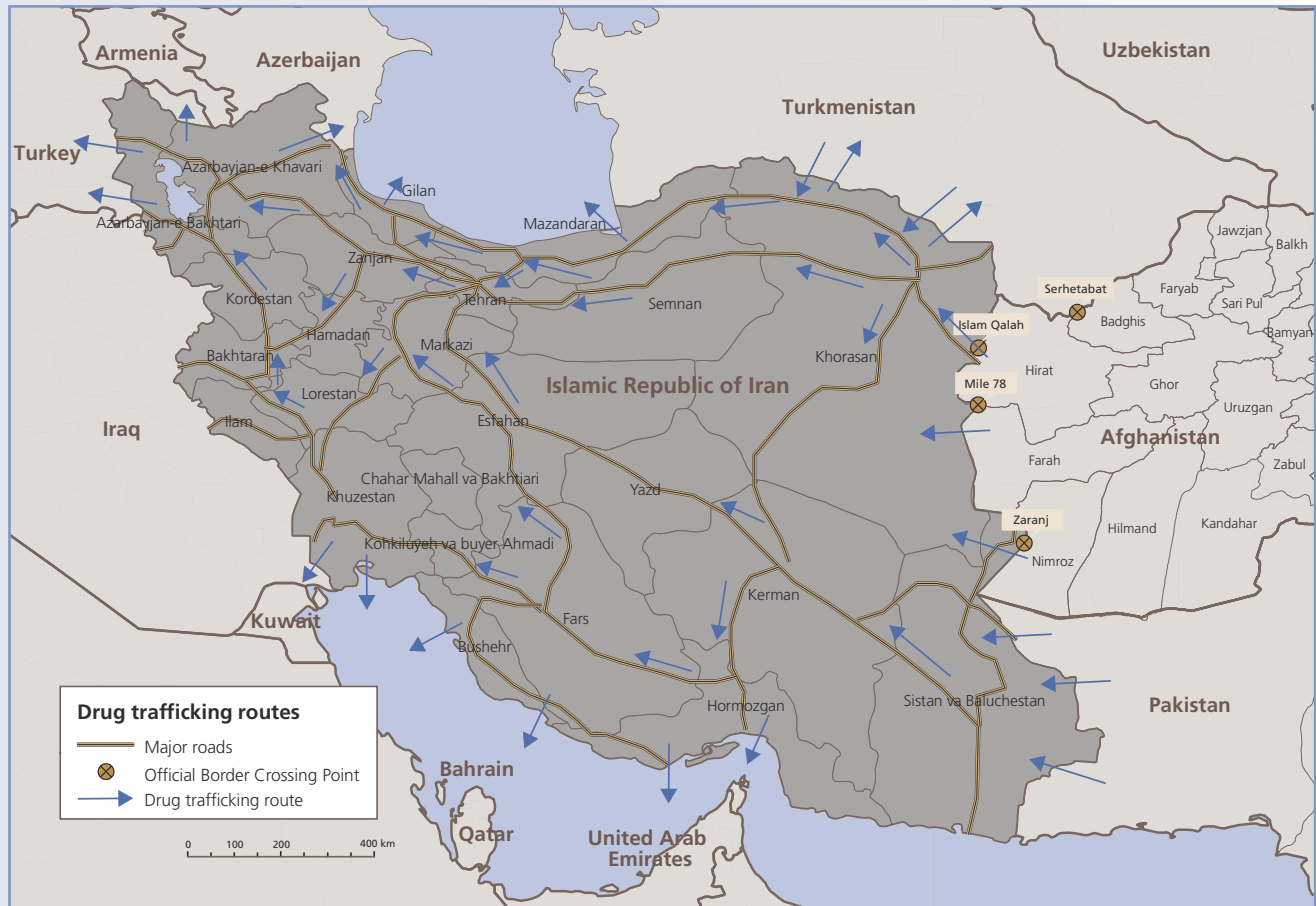 Armenia
Azerbaijan
Uzbekistan
Turkmenistan
Turkey
Azarbayjan-e Khavari
Gilan
Azarbayjan-e Bakhtari
Mazandaran
Jawzjan
Balkh
Zanjan
Serhetabat
Faryab
Sari Pul
Kordestan
Tehran
Semnan
Badghis
Islam Qalah
Bamyan
Hamadan
Markazi
Bakhtaran
Khorasan
Hirat
Islamic Republic of Iran
Mile 78
Ghor
Lorestan
Uruzgan
Ilam
Esfahan
Iraq
Afghanistan
Farah
Zabul
Chahar Mahall va Bakhtiari
Yazd
Khuzestan
Zaranj
Hilmand
Kandahar
Kohkiluyeh va buyer-Ahmadi
Nimroz
Kerman
Kuwait
Fars
Bushehr
Sistan va Baluchestan
Hormozgan
Pakistan
Drug trafficking routes
Major roads
Official Border Crossing Point
Drug trafficking route
Bahrain
Qatar
United Arab
Emirates
0 100 200 400 km